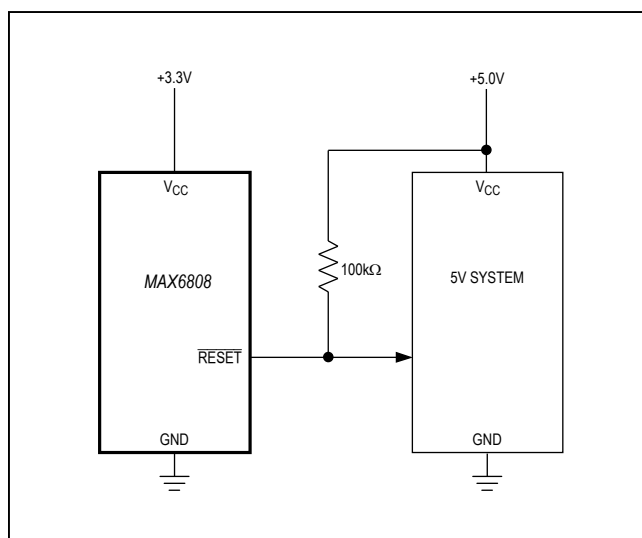 +3.3V
+5.0V
VCC
VCC
MAX6808
100kΩ
5V SYSTEM
RESET
GND
GND